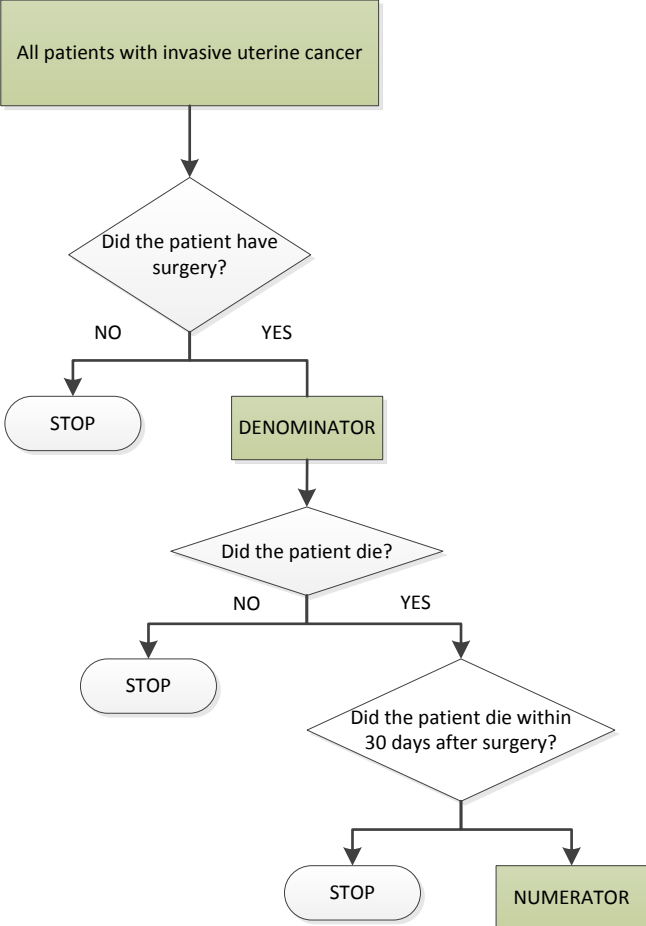 All patients with invasive uterine cancer
Did the patient have
surgery?
NO
YES
STOP
DENOMINATOR
Did the patient die?
NO
YES
STOP
Did the patient die within
30 days after surgery?
STOP
NUMERATOR